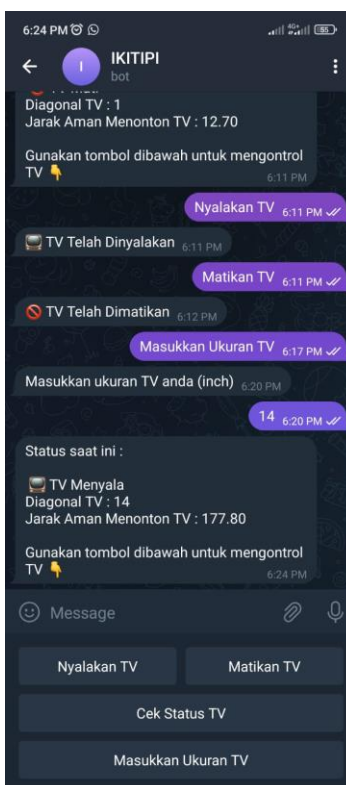 6:24 PM
4G+
55
I
IKITIPI
bot
Diagonal TV : 1
Jarak Aman Menonton TV : 12.70
Gunakan tombol dibawah untuk mengontrol
TV 👇
6:11 PM
Nyalakan TV 6:11 PM
📺 TV Telah Dinyalakan 6:11 PM
Matikan TV 6:11 PM
🚫 TV Telah Dimatikan 6:12 PM
Masukkan Ukuran TV 6:17 PM
Masukkan ukuran TV anda (inch) 6:20 PM
14 6:20 PM
Status saat ini :
📺 TV Menyala
Diagonal TV : 14
Jarak Aman Menonton TV : 177.80
Gunakan tombol dibawah untuk mengontrol
TV 👇
6:24 PM
Message
Nyalakan TV
Matikan TV
Cek Status TV
Masukkan Ukuran TV